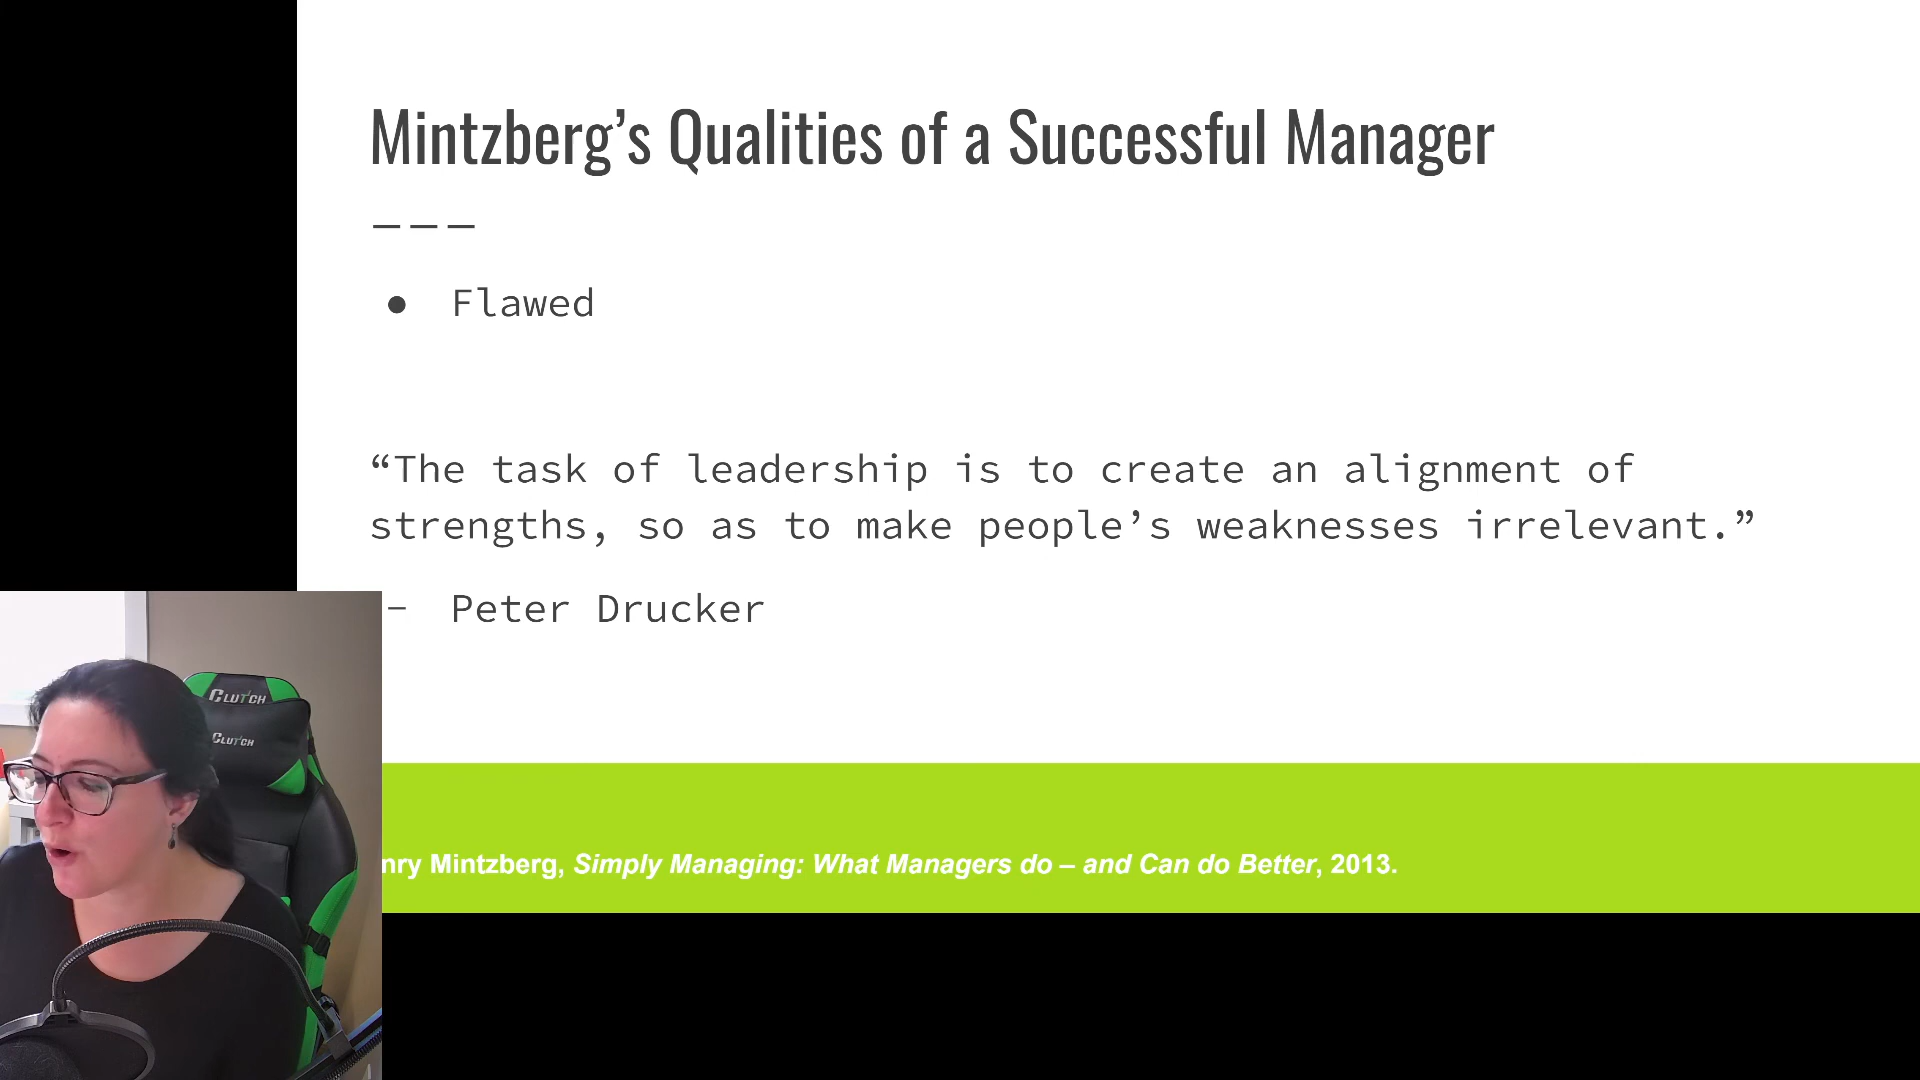 Mintzberg’s Qualities of a Successful Manager
———
● Flawed
“The task of leadership is to create an alignment of
strengths, so as to make people’s weaknesses irrelevant.”
– Peter Drucker
CLUTCH
CLUTCH
nry Mintzberg, Simply Managing: What Managers do – and Can do Better, 2013.